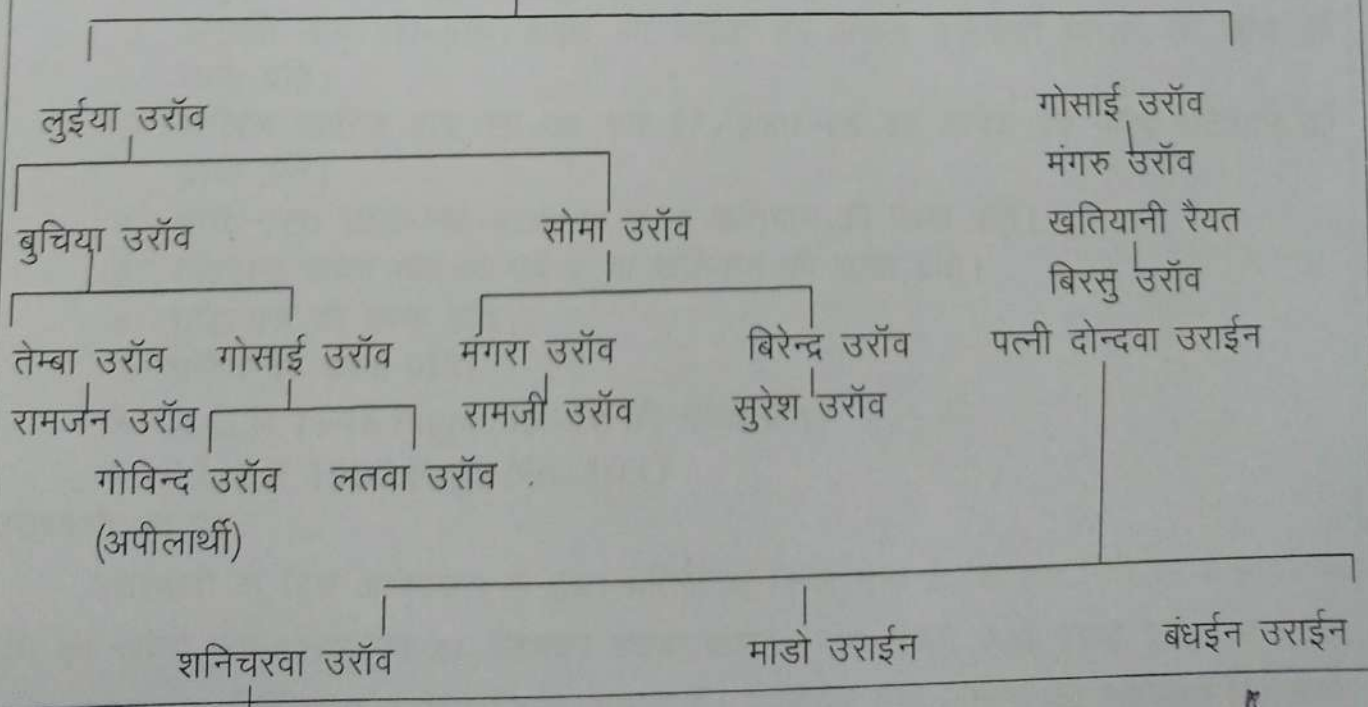 लुईया उरॉव गोसाई उरॉव
मंगरु उरॉव
बुचिया उरॉव सोमा उरॉव खतियानी रैयत
बिरसु उरॉव
तेम्बा उरॉव गोसाई उरॉव मंगरा उरॉव बिरेन्द्र उरॉव पत्नी दोन्दवा उराईन
रामजन उरॉव रामजी उरॉव सुरेश उरॉव
गोविन्द उरॉव लतवा उरॉव
(अपीलार्थी)
शनिचरवा उरॉव माडो उराईन बंधईन उराईन